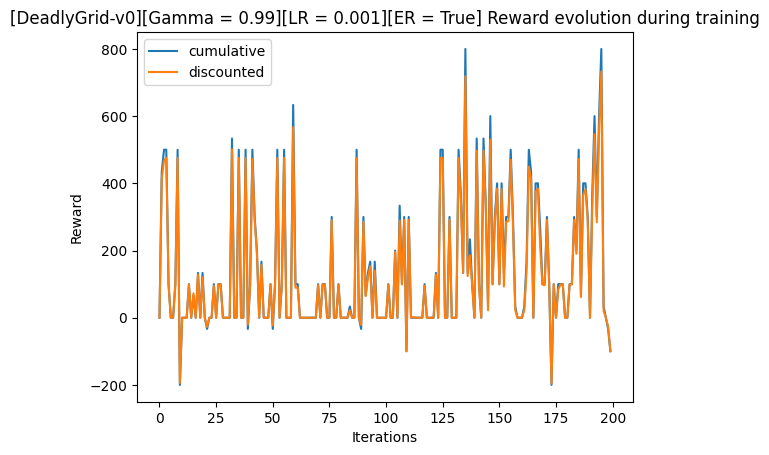 [DeadlyGrid-v0][Gamma = 0.99][LR = 0.001][ER = True] Reward evolution during training
cumulative
discounted
800
600
400
200
0
−200
Reward
0 25 50 75 100 125 150 175 200
Iterations